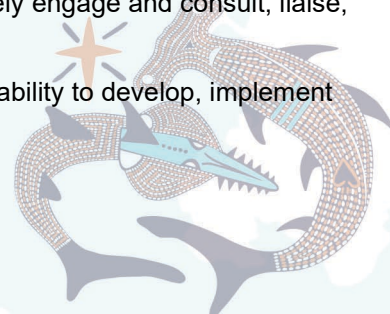 ely engage and consult, liaise,
ability to develop, implement